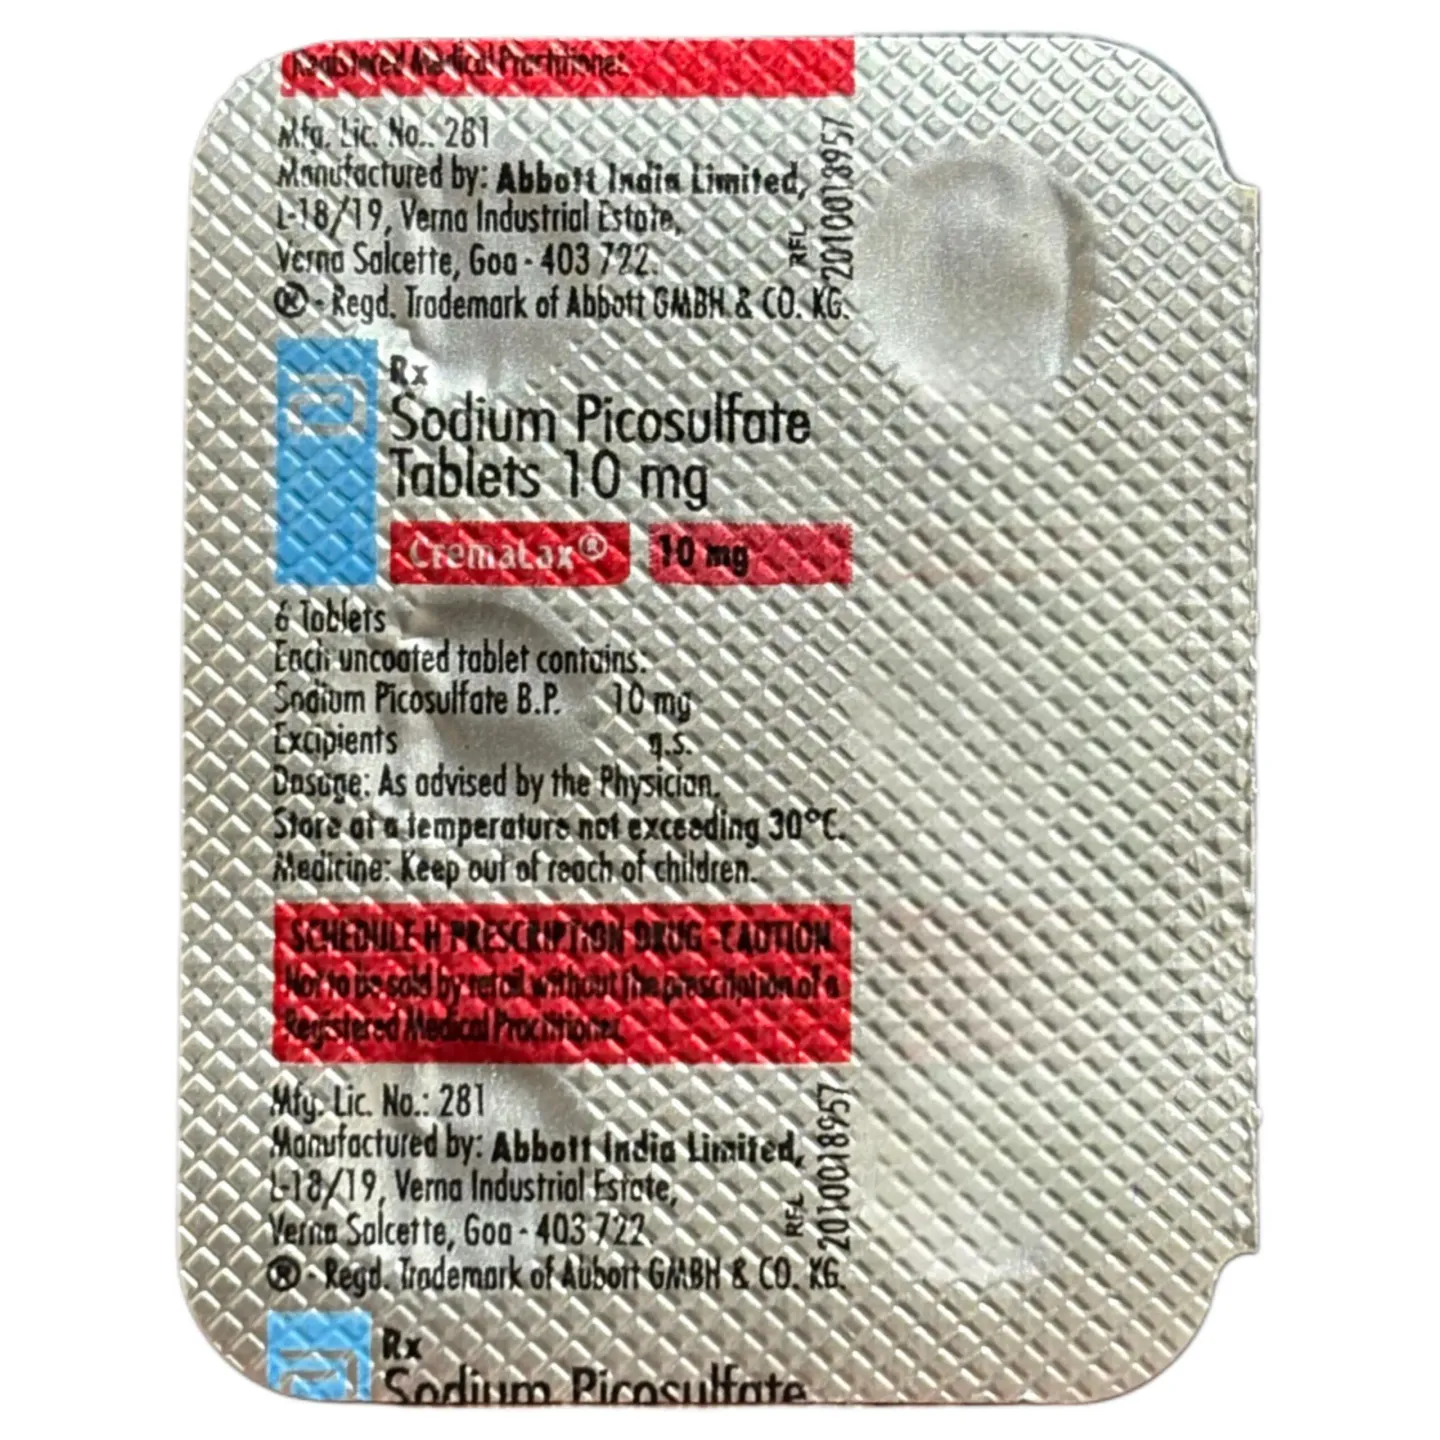 Registered Medical Practitioner.
Mfg. Lic. No.: 281
Manufactured by: Abbott India Limited,
L-18/19, Verna Industrial Estate,
Verna Salcette, Goa - 403 722.
® - Regd. Trademark of Abbott GMBH & CO. KG.
RFL
2010018957
Rx
Sodium Picosulfate
Tablets 10 mg
CremaLax® 10 mg
6 Tablets
Each uncoated tablet contains:
Sodium Picosulfate B.P. 10 mg
Excipients q.s.
Dosage: As advised by the Physician.
Store at a temperature not exceeding 30°C.
Medicine: Keep out of reach of children.
SCHEDULE H PRESCRIPTION DRUG - CAUTION
Not to be sold by retail without the prescription of a
Registered Medical Practitioner.
Mfg. Lic. No.: 281
Manufactured by: Abbott India Limited,
L-18/19, Verna Industrial Estate,
Verna Salcette, Goa - 403 722.
® - Regd. Trademark of Abbott GMBH & CO. KG.
RFL
2010018957
Rx
Sodium Picosulfate